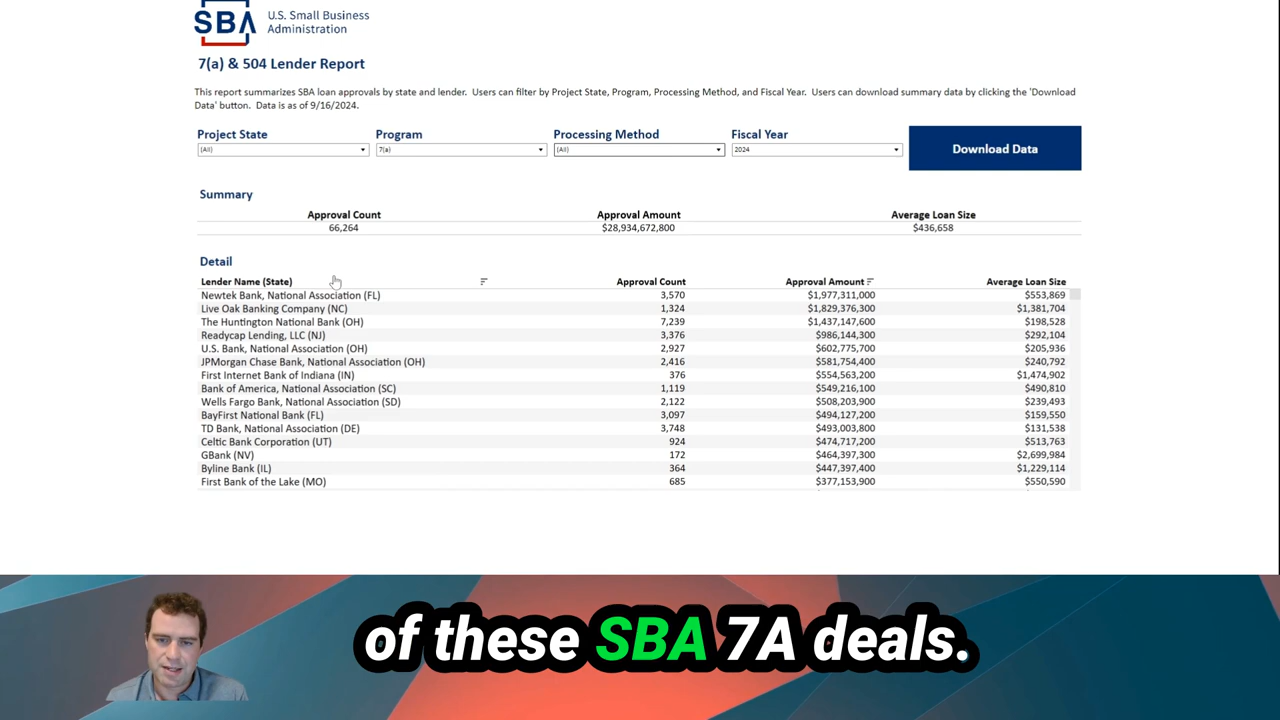 SBA
U.S. Small Business
Administration
7(a) & 504 Lender Report
This report summarizes SBA loan approvals by state and lender. Users can filter by Project State, Program, Processing Method, and Fiscal Year. Users can download summary data by clicking the 'Download
Data' button. Data is as of 9/16/2024.
Project State Program Processing Method Fiscal Year
(All) 7(a) (All) 2024
Download Data
Summary
Approval Count Approval Amount Average Loan Size
66,264 $28,934,672,800 $436,658
Detail
Lender Name (State) Approval Count Approval Amount Average Loan Size
Newtek Bank, National Association (FL) 3,570 $1,977,311,000 $553,869
Live Oak Banking Company (NC) 1,324 $1,829,376,300 $1,381,704
The Huntington National Bank (OH) 7,239 $1,437,147,600 $198,528
Readycap Lending, LLC (NJ) 3,376 $986,144,300 $292,104
U.S. Bank, National Association (OH) 2,927 $602,775,700 $205,936
JPMorgan Chase Bank, National Association (OH) 2,416 $581,754,400 $240,792
First Internet Bank of Indiana (IN) 376 $554,563,200 $1,474,902
Bank of America, National Association (SC) 1,119 $549,216,100 $490,810
Wells Fargo Bank, National Association (SD) 2,122 $508,203,900 $239,493
BayFirst National Bank (FL) 3,097 $494,127,200 $159,550
TD Bank, National Association (DE) 3,748 $493,003,800 $131,538
Celtic Bank Corporation (UT) 924 $474,717,200 $513,763
GBank (NV) 172 $464,397,300 $2,699,984
Byline Bank (IL) 364 $447,397,400 $1,229,114
First Bank of the Lake (MO) 685 $377,153,900 $550,590
of these SBA 7A deals.